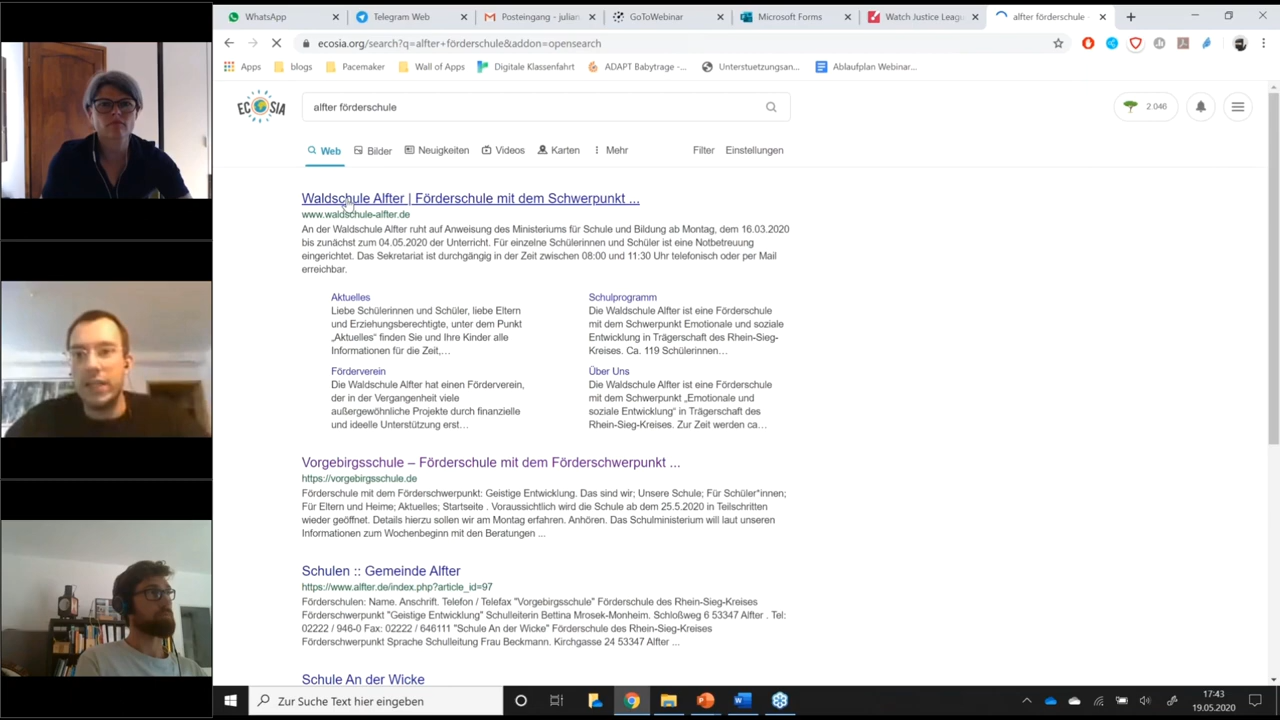 WhatsApp
Telegram Web
Posteingang - julian
GoToWebinar
Microsoft Forms
Watch Justice Leagu
alfter förderschule
ecosia.org/search?q=alfter+förderschule&addon=opensearch
Apps
blogs
Pacemaker
Wall of Apps
Digitale Klassenfahrt
ADAPT Babytrage -...
Unterstuetzungsan...
Ablaufplan Webinar...
ECOSIA
alfter förderschule
2 046
Web
Bilder
Neuigkeiten
Videos
Karten
Mehr
Filter
Einstellungen
Waldschule Alfter | Förderschule mit dem Schwerpunkt ...
www.waldschule-alfter.de
An der Waldschule Alfter ruht auf Anweisung des Ministeriums für Schule und Bildung ab Montag, dem 16.03.2020
bis zunächst zum 04.05.2020 der Unterricht. Für einzelne Schülerinnen und Schüler ist eine Notbetreuung
eingerichtet. Das Sekretariat ist durchgängig in der Zeit zwischen 08:00 und 11:30 Uhr telefonisch oder per Mail
erreichbar.
Aktuelles
Liebe Schülerinnen und Schüler, liebe Eltern
und Erziehungsberechtigte, unter dem Punkt
„Aktuelles“ finden Sie und Ihre Kinder alle
Informationen für die Zeit,...
Schulprogramm
Die Waldschule Alfter ist eine Förderschule
mit dem Schwerpunkt Emotionale und soziale
Entwicklung in Trägerschaft des Rhein-Sieg-
Kreises. Ca. 119 Schülerinnen...
Förderverein
Die Waldschule Alfter hat einen Förderverein,
der in der Vergangenheit viele
außergewöhnliche Projekte durch finanzielle
und ideelle Unterstützung erst...
Über Uns
Die Waldschule Alfter ist eine Förderschule
mit dem Schwerpunkt „Emotionale und
soziale Entwicklung“ in Trägerschaft des
Rhein-Sieg-Kreises. Zur Zeit werden ca...
Vorgebirgsschule – Förderschule mit dem Förderschwerpunkt ...
https://vorgebirgsschule.de
Förderschule mit dem Förderschwerpunkt: Geistige Entwicklung. Das sind wir; Unsere Schule; Für Schüler*innen;
Für Eltern und Heime; Aktuelles; Startseite . Voraussichtlich wird die Schule ab dem 25.5.2020 in Teilschritten
wieder geöffnet. Details hierzu sollen wir am Montag erfahren. Anhören. Das Schulministerium will laut unseren
Informationen zum Wochenbeginn mit den Beratungen ...
Schulen :: Gemeinde Alfter
https://www.alfter.de/index.php?article_id=97
Förderschulen: Name. Anschrift. Telefon / Telefax "Vorgebirgsschule" Förderschule des Rhein-Sieg-Kreises
Förderschwerpunkt "Geistige Entwicklung" Schulleiterin Bettina Mrosek-Monheim. Schloßweg 6 53347 Alfter . Tel:
02222 / 946-0 Fax: 02222 / 646111 "Schule An der Wicke" Förderschule des Rhein-Sieg-Kreises
Förderschwerpunkt Sprache Schulleitung Frau Beckmann. Kirchgasse 24 53347 Alfter ...
Schule An der Wicke
Zur Suche Text hier eingeben
17:43
19.05.2020